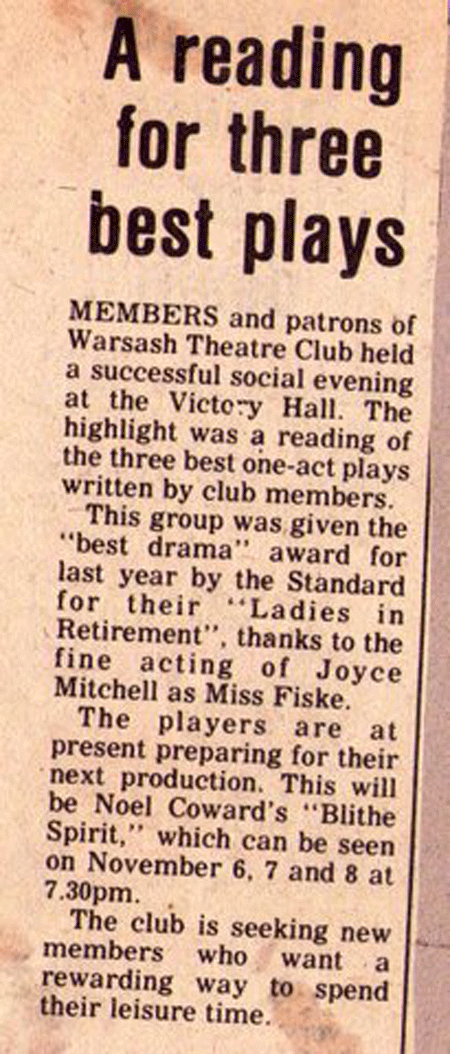 A reading
for three
best plays
MEMBERS and patrons of
Warsash Theatre Club held
a successful social evening
at the Victory Hall. The
highlight was a reading of
the three best one-act plays
written by club members.
This group was given the
"best drama" award for
last year by the Standard
for their "Ladies in
Retirement", thanks to the
fine acting of Joyce
Mitchell as Miss Fiske.
The players are at
present preparing for their
next production. This will
be Noel Coward's "Blithe
Spirit," which can be seen
on November 6, 7 and 8 at
7.30pm.
The club is seeking new
members who want a
rewarding way to spend
their leisure time.